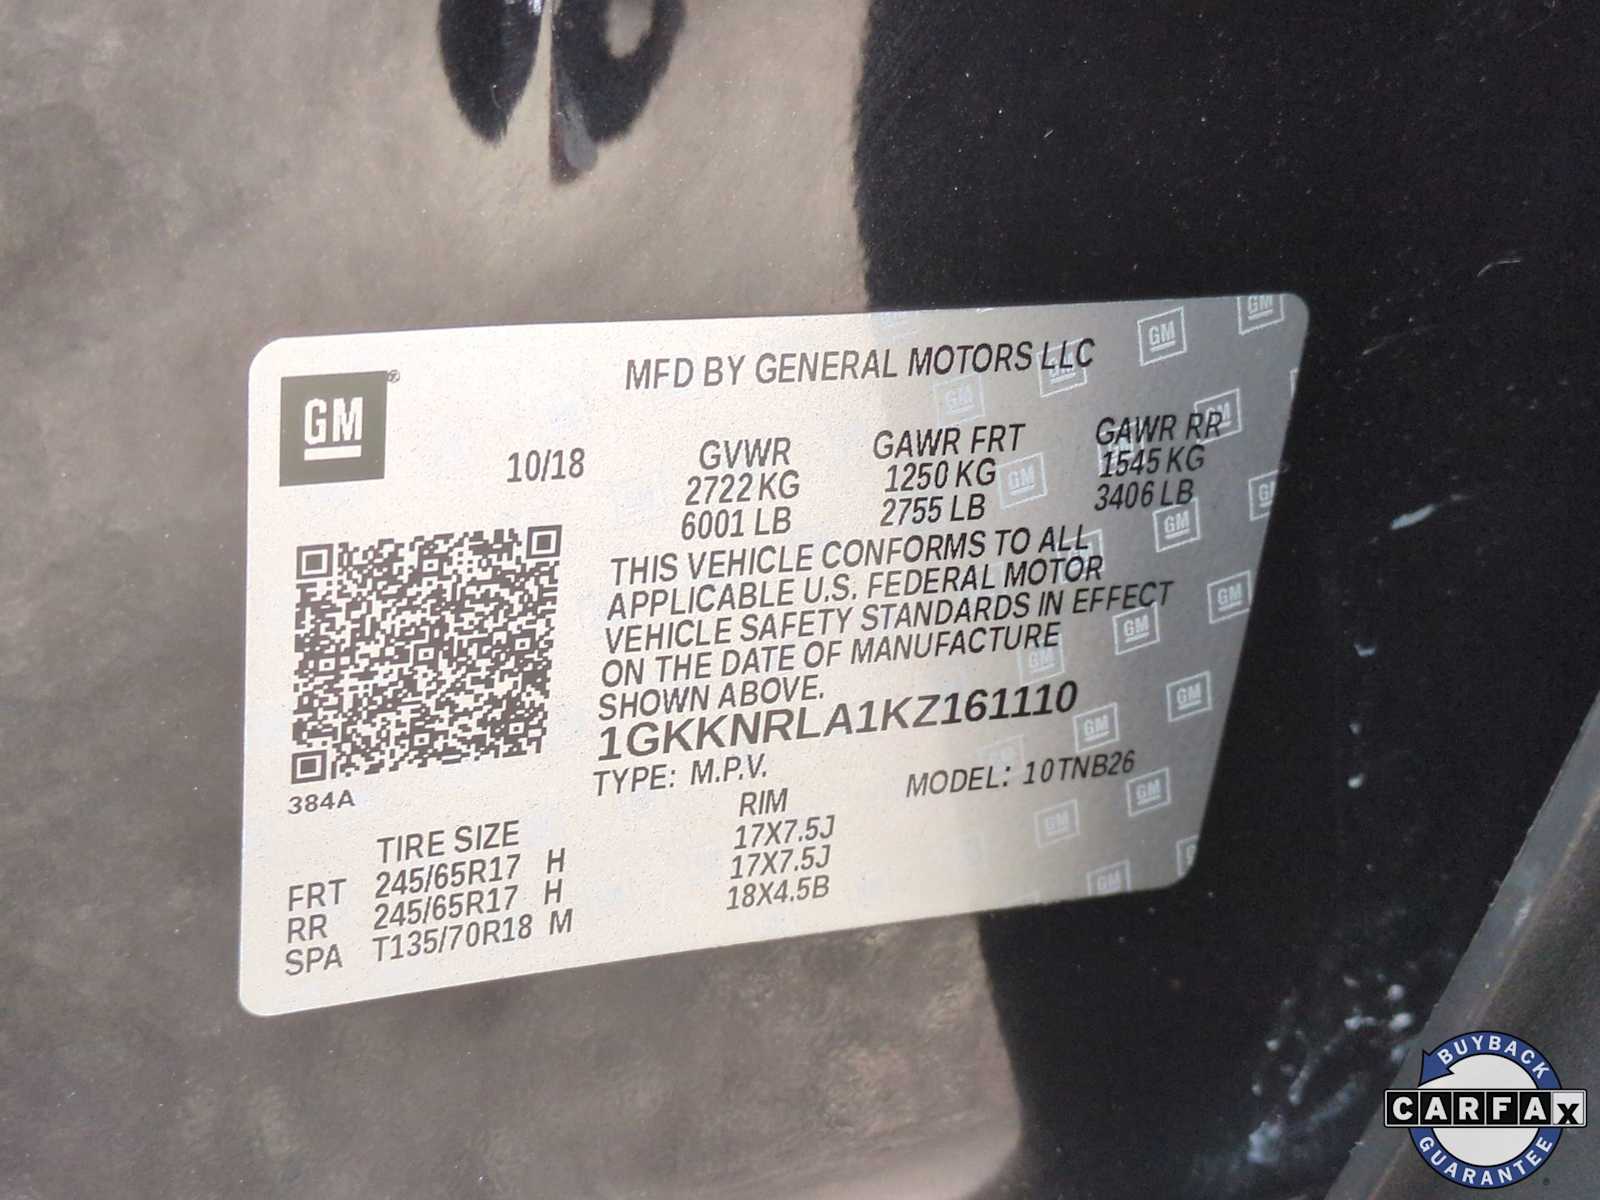 MFD BY GENERAL MOTORS LLC
GM
10/18
GVWR GAWR FRT GAWR RR
2722 KG 1250 KG 1545 KG
6001 LB 2755 LB 3406 LB
THIS VEHICLE CONFORMS TO ALL
APPLICABLE U.S. FEDERAL MOTOR
VEHICLE SAFETY STANDARDS IN EFFECT
ON THE DATE OF MANUFACTURE
SHOWN ABOVE.
1GKKNRLA1KZ161110
TYPE: M.P.V. MODEL: 10TNB26
384A
TIRE SIZE RIM
FRT 245/65R17 H 17X7.5J
RR 245/65R17 H 17X7.5J
SPA T135/70R18 M 18X4.5B
BUYBACK
CARFAX
GUARANTEE